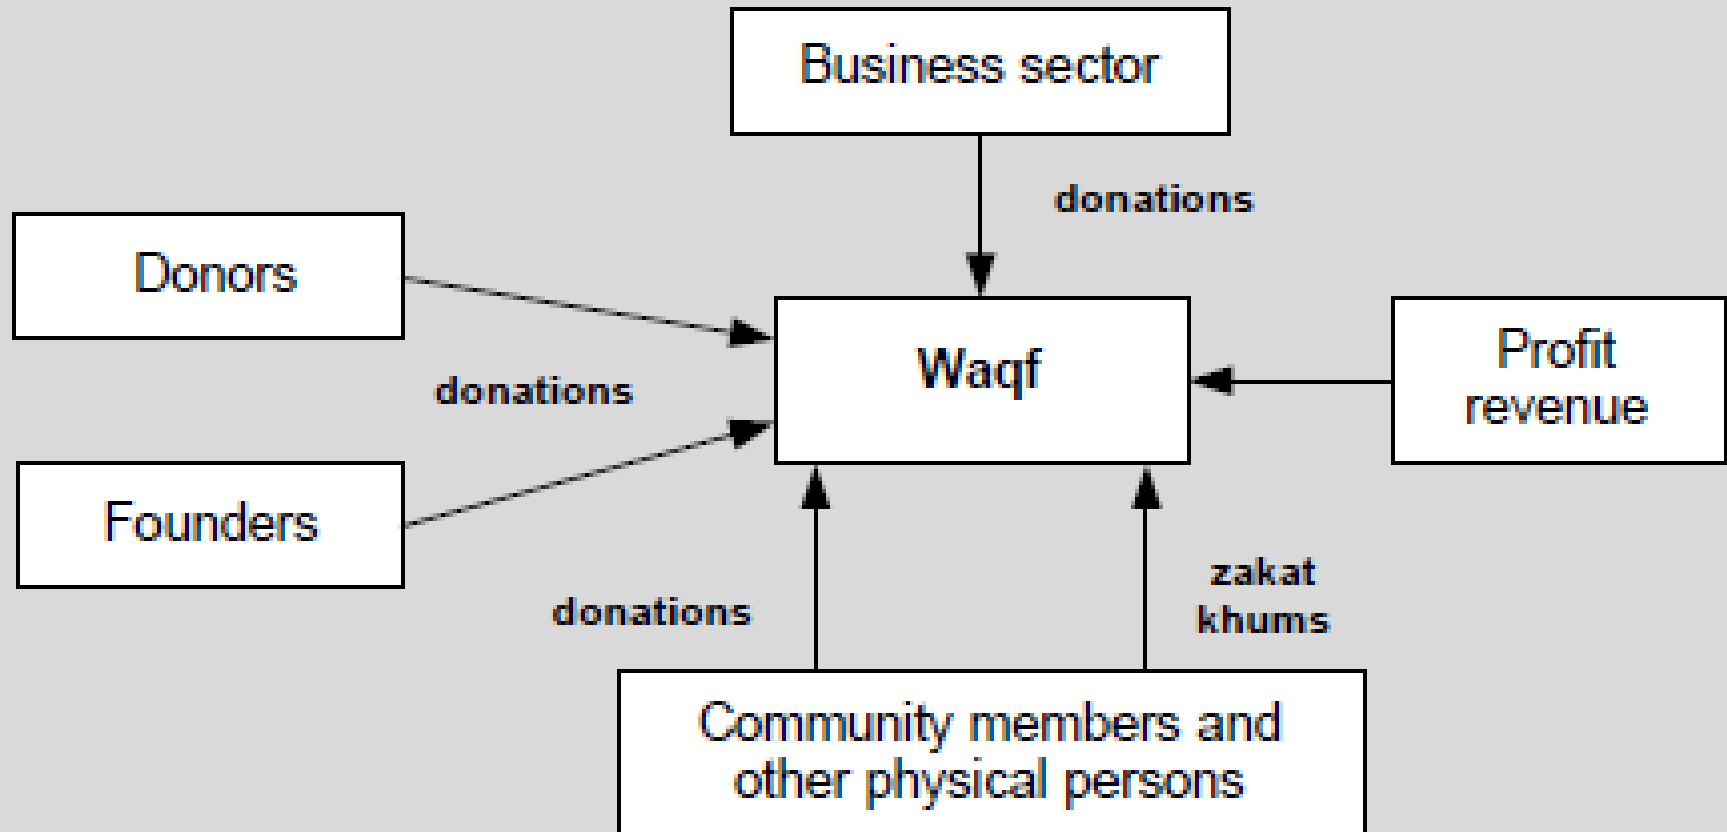 Business sector
donations
Donors
donations
Founders
Waqf
Profit
revenue
donations
zakat
khums
Community members and
other physical persons